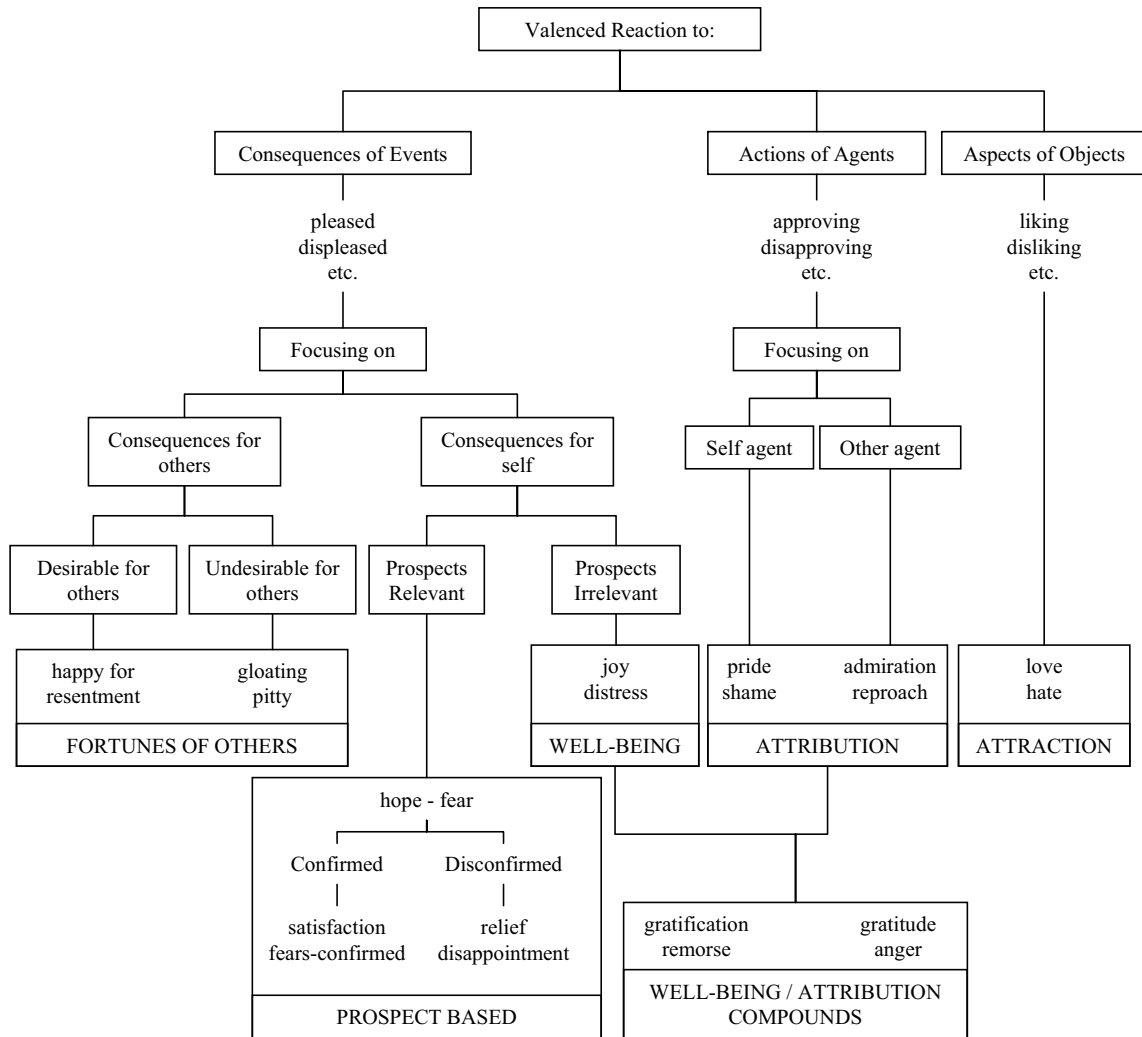 Valenced Reaction to:
Consequences of Events
Actions of Agents
Aspects of Objects
pleased
displeased
etc.
approving
disapproving
etc.
liking
disliking
etc.
Focusing on
Focusing on
Consequences for
others
Consequences for
self
Self agent
Other agent
Desirable for
others
Undesirable for
others
Prospects
Relevant
Prospects
Irrelevant
happy for
resentment
gloating
pitty
FORTUNES OF OTHERS
joy
distress
WELL-BEING
pride
shame
admiration
reproach
ATTRIBUTION
love
hate
ATTRACTION
hope - fear
Confirmed
Disconfirmed
satisfaction
fears-confirmed
relief
disappointment
PROSPECT BASED
gratification
remorse
gratitude
anger
WELL-BEING / ATTRIBUTION
COMPOUNDS